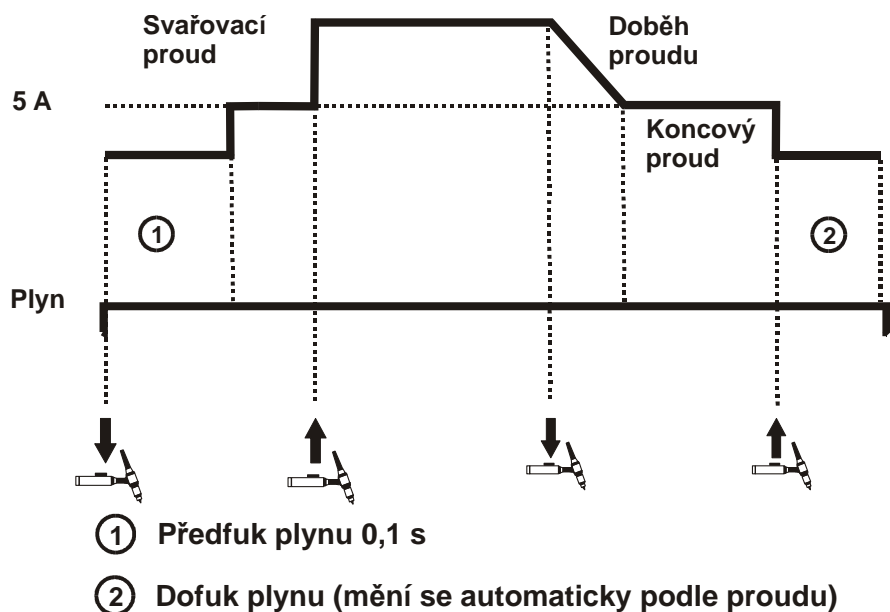 Svařovací
proud
Doběh
proudu
5 A
Koncový
proud
1
2
Plyn
1 Předfuk plynu 0,1 s
2 Dofuk plynu (mění se automaticky podle proudu)